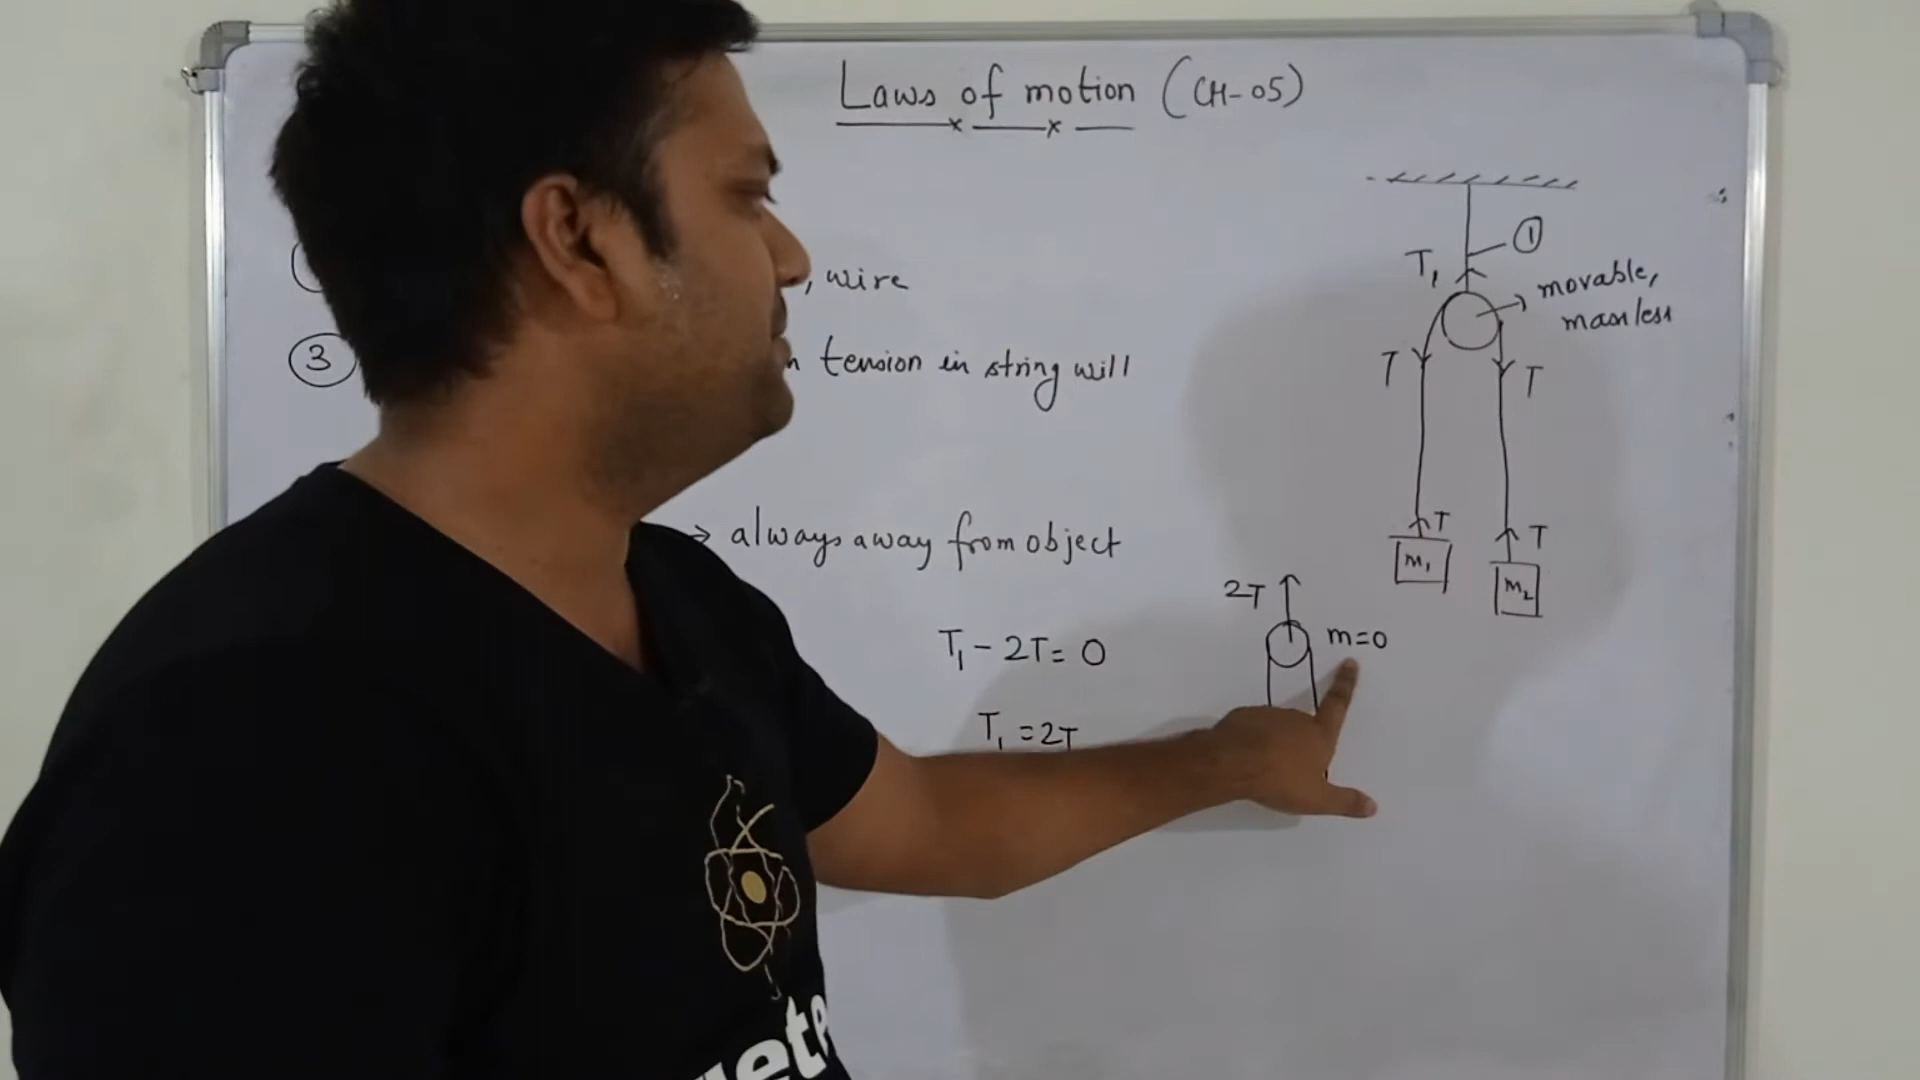 Laws of motion (CH-05)
, wire
3
tension in string will
→ always away from object
T₁ - 2T = 0
T₁ = 2T
1
T₁
movable,
massless
T
T
T
T
m₁
m₂
2T
m=0